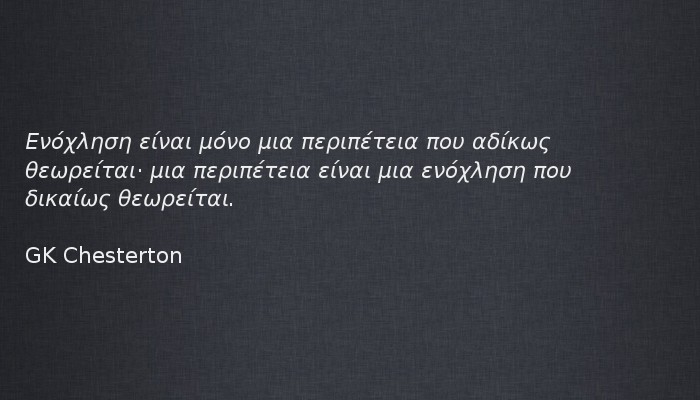 Ενόχληση είναι μόνο μια περιπέτεια που αδίκως
θεωρείται· μια περιπέτεια είναι μια ενόχληση που
δικαίως θεωρείται.
GK Chesterton